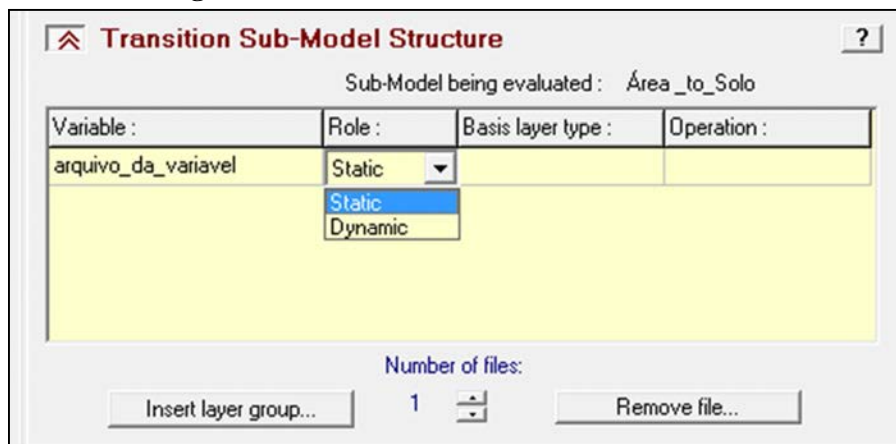 Transition Sub-Model Structure ?
Sub-Model being evaluated : Área _to_Solo
Variable : Role : Basis layer type : Operation :
arquivo_da_variavel Static
Static
Dynamic
Number of files:
Insert layer group... 1 Remove file...